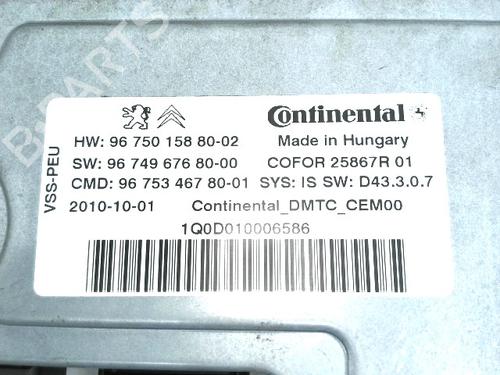 B-PARTS
Continental
HW: 96 750 158 80-02 Made in Hungary
SW: 96 749 676 80-00 COFOR 25867R 01
CMD: 96 753 467 80-01 SYS: IS SW: D43.3.0.7
2010-10-01 Continental_DMTC_CEM00
1Q0D010006586
VSS-PEU